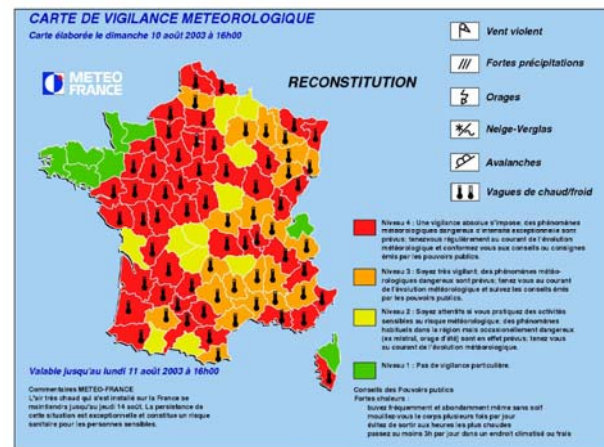 CARTE DE VIGILANCE METEOROLOGIQUE
Carte élaborée le dimanche 10 août 2003 à 16h00
METEO
FRANCE
RECONSTITUTION
Vent violent
Fortes précipitations
Orages
Neige-Verglas
Avalanches
Vagues de chaud/froid
Niveau 4 : Une vigilance absolue s'impose; des phénomènes
météorologiques dangereux d'intensité exceptionnelle sont
prévus; tenezvous régulièrement au courant de l'évolution
météorologique et conformez vous aux conseils ou consignes
émis par les pouvoirs publics.
Niveau 3 : Soyez très vigilant, des phénomènes météo-
rologiques dangereux sont prévus; tenez vous au courant
de l'évolution météorologique et suivez les conseils émis
par les pouvoirs publics.
Niveau 2 : Soyez attentifs si vous pratiquez des activités
sensibles au risque météorologique, des phénomènes
habituels dans la région mais occasionellement dangereux
(ex mistral, orage d'été) sont en effet prévus; tenez vous
au courant de l'évolution météorologique.
Niveau 1 : Pas de vigilance particulière.
Valable jusqu'au lundi 11 août 2003 à 16h00
Commentaires METEO-FRANCE
L'air très chaud qui s'est installé sur la France se
maintiendra jusqu'au jeudi 14 août. La persistance de
cette situation est exceptionnelle et constitue un risque
sanitaire pour les personnes sensibles.
Conseils des Pouvoirs publics
Fortes chaleurs :
buvez fréquemment et abondamment même sans soif
mouillez-vous le corps plusieurs fois par jour
évitez de sortir aux heures les plus chaudes
passez au moins 3h par jour dans un endroit climatisé ou frais